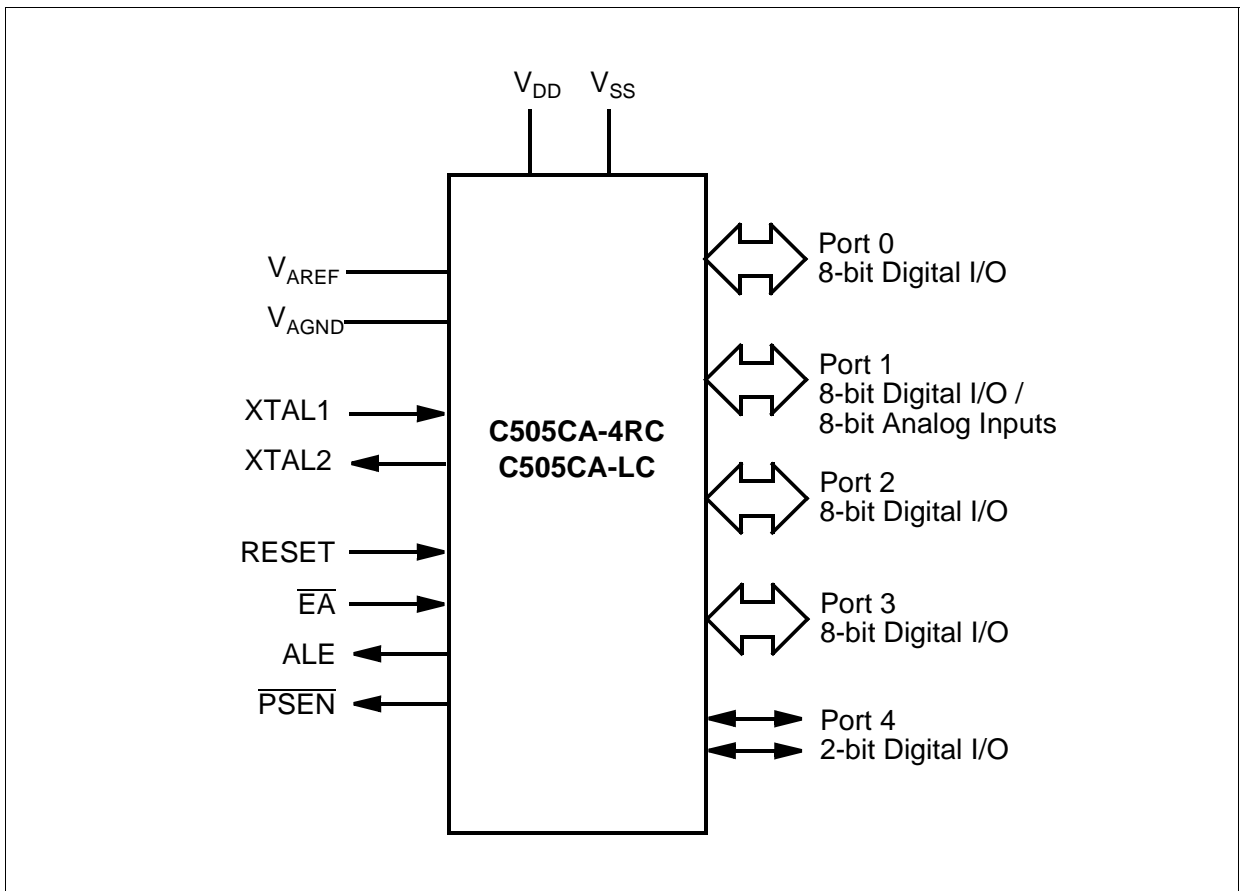 V_DD V_SS
V_AREF
V_AGND
XTAL1
XTAL2
RESET
E̅A̅
ALE
P̅S̅E̅N̅
C505CA-4RC
C505CA-LC
Port 0
8-bit Digital I/O
Port 1
8-bit Digital I/O /
8-bit Analog Inputs
Port 2
8-bit Digital I/O
Port 3
8-bit Digital I/O
Port 4
2-bit Digital I/O